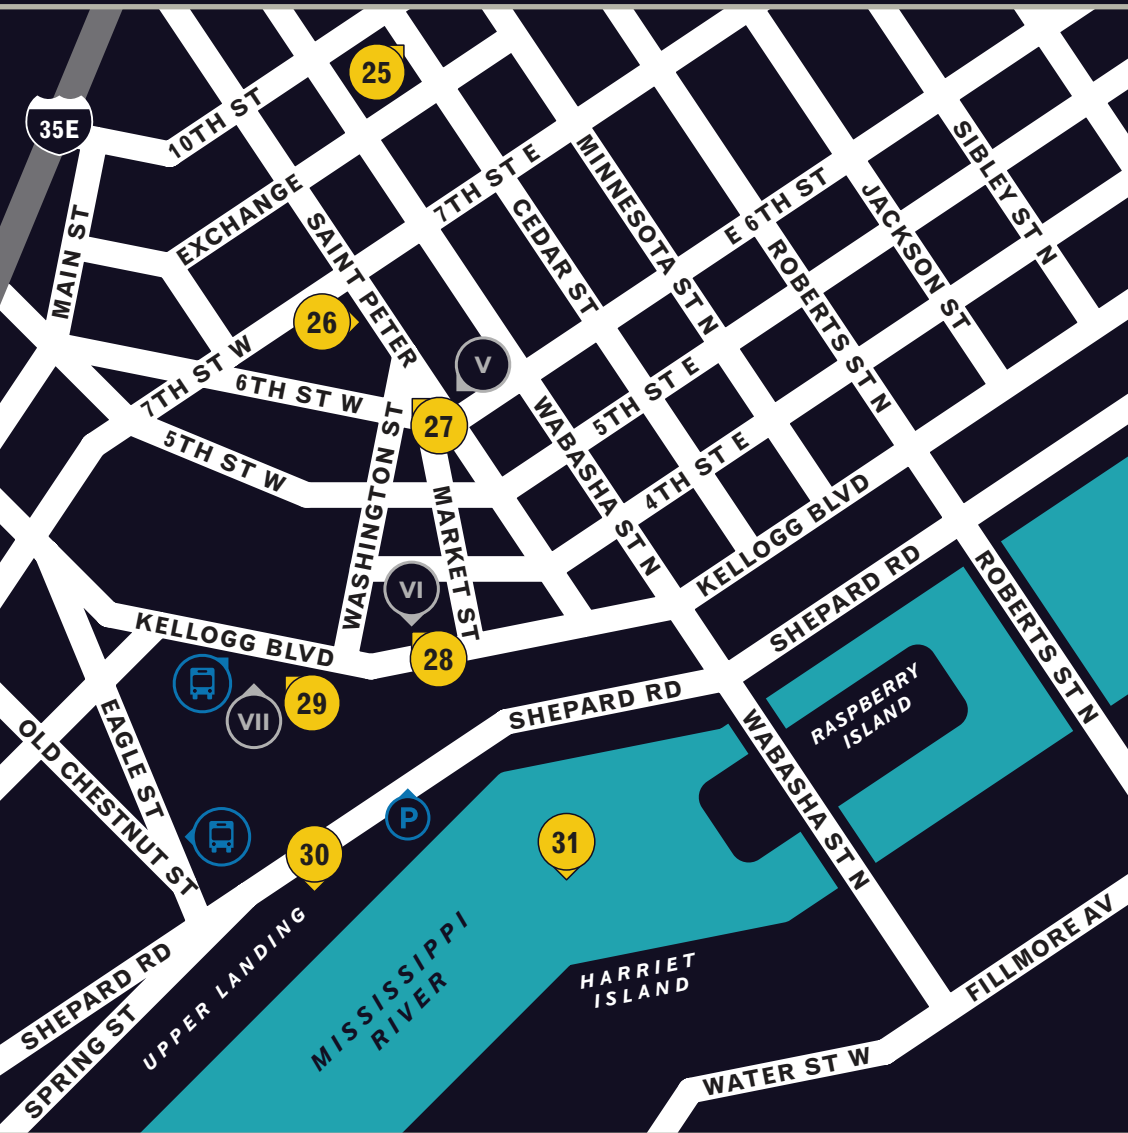 25
35E
10TH ST
EXCHANGE
7TH ST E
MINNESOTA ST N
SIBLEY ST N
E 6TH ST
JACKSON ST
MAIN ST
SAINT PETER
CEDAR ST
ROBERTS ST N
26
V
7TH ST W
6TH ST W
5TH ST E
27
WABASHA ST N
4TH ST E
5TH ST W
WASHINGTON ST
MARKET ST
KELLOGG BLVD
SHEPARD RD
ROBERTS ST N
VI
KELLOGG BLVD
28
29
VII
SHEPARD RD
RASPBERRY
ISLAND
EAGLE ST
OLD CHESTNUT ST
WABASHA ST N
P
30
31
UPPER LANDING
MISSISSIPPI
RIVER
HARRIET
ISLAND
FILLMORE AV
SHEPARD RD
SPRING ST
WATER ST W